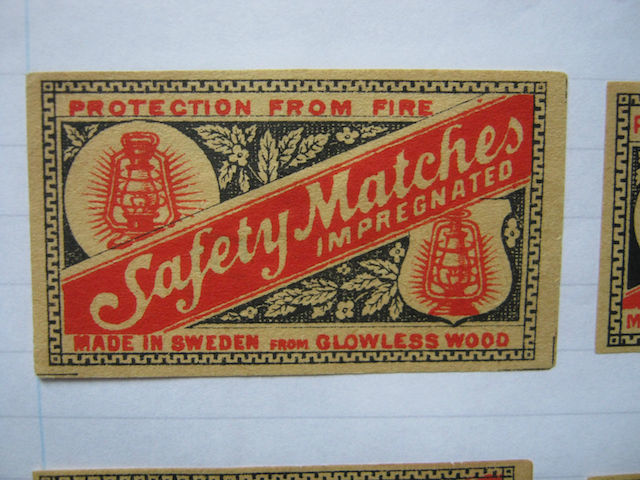 PROTECTION FROM FIRE
Safety Matches
IMPREGNATED
MADE IN SWEDEN FROM GLOWLESS WOOD